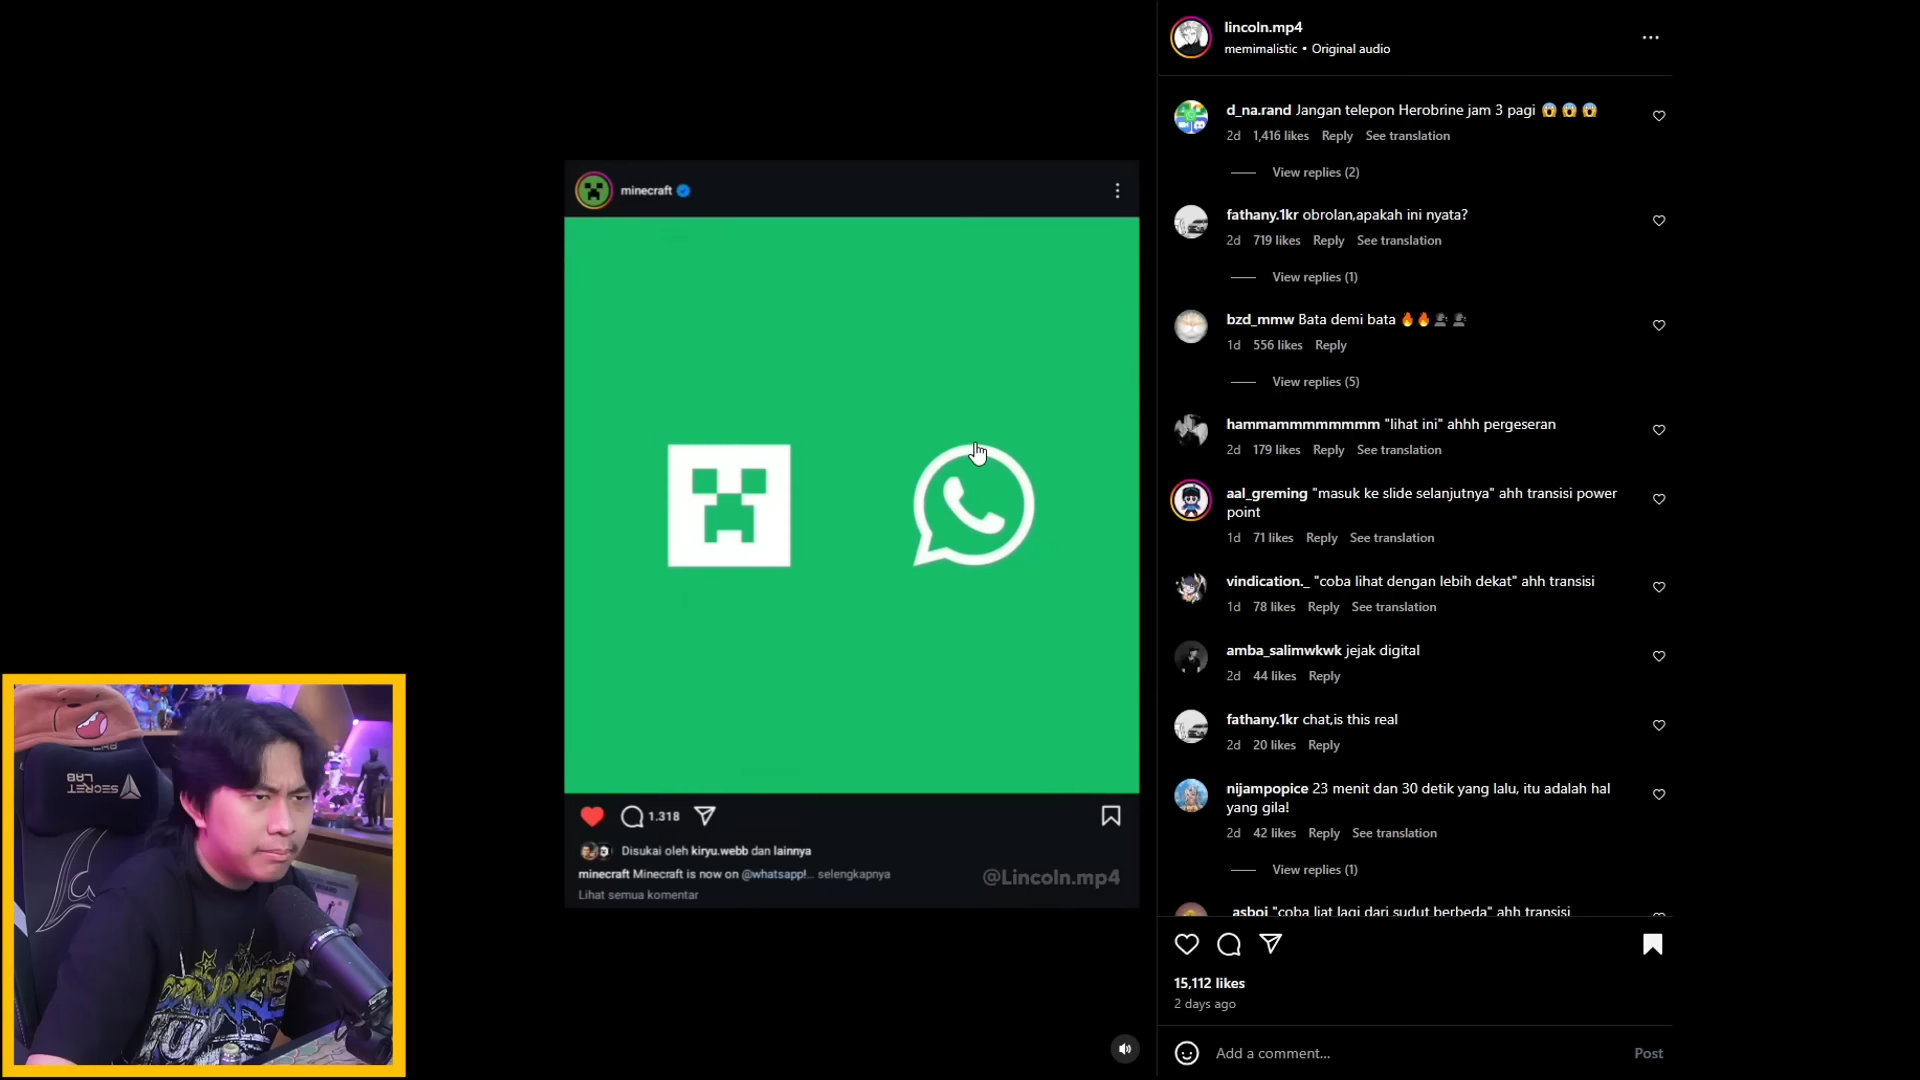 minecraft
1.318
Disukai oleh kiryu.webb dan lainnya
minecraft Minecraft is now on @whatsapp!... selengkapnya
Lihat semua komentar
@Lincoln.mp4
SECRET
LAB
lincoln.mp4
memimalistic • Original audio
d_na.rand Jangan telepon Herobrine jam 3 pagi 😱 😱 😱
2d 1,416 likes Reply See translation
View replies (2)
fathany.1kr obrolan,apakah ini nyata?
2d 719 likes Reply See translation
View replies (1)
bzd_mmw Bata demi bata 🔥🔥🗣️🗣️
1d 556 likes Reply
View replies (5)
hammammmmmmmm "lihat ini" ahhh pergeseran
2d 179 likes Reply See translation
aal_greming "masuk ke slide selanjutnya" ahh transisi power
point
1d 71 likes Reply See translation
vindication._ "coba lihat dengan lebih dekat" ahh transisi
1d 78 likes Reply See translation
amba_salimwkwk jejak digital
2d 44 likes Reply
fathany.1kr chat,is this real
2d 20 likes Reply
nijampopice 23 menit dan 30 detik yang lalu, itu adalah hal
yang gila!
2d 42 likes Reply See translation
View replies (1)
asboi "coba liat lagi dari sudut berbeda" ahh transisi
15,112 likes
2 days ago
Add a comment...
Post